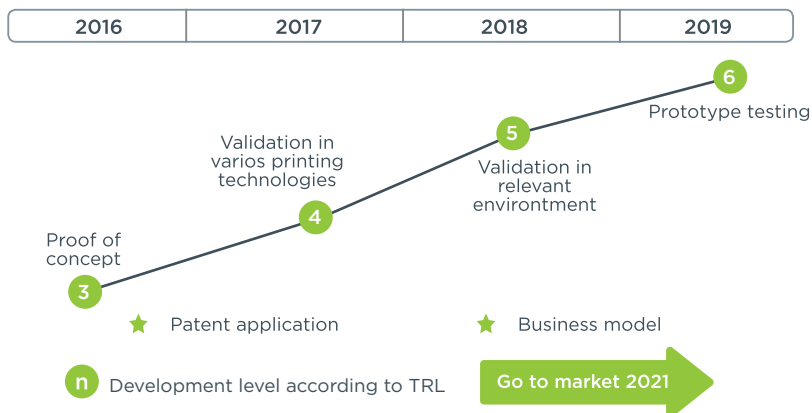 2016 2017 2018 2019
6
Prototype testing
5
Validation in
relevant
environtment
Validation in
varios printing
technologies
4
Proof of
concept
3
Patent application
Business model
n Development level according to TRL
Go to market 2021